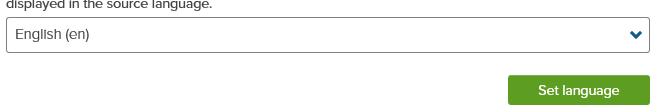 displayed in the source language.
English (en)
Set language